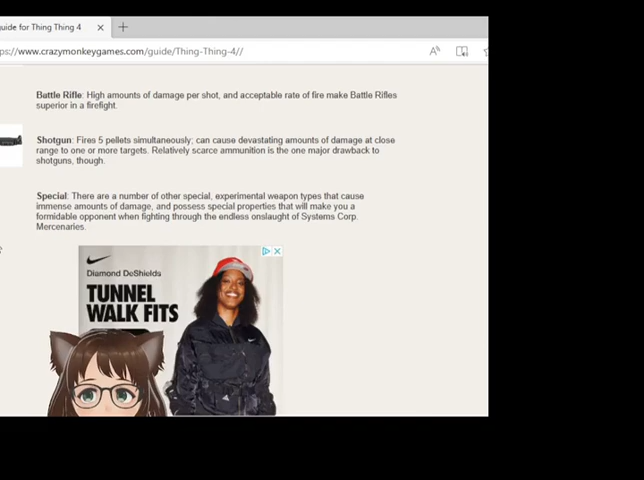 guide for Thing Thing 4
ps://www.crazymonkeygames.com/guide/Thing-Thing-4//
Battle Rifle: High amounts of damage per shot, and acceptable rate of fire make Battle Rifles
superior in a firefight.
Shotgun: Fires 5 pellets simultaneously; can cause devastating amounts of damage at close
range to one or more targets. Relatively scarce ammunition is the one major drawback to
shotguns, though.
Special: There are a number of other special, experimental weapon types that cause
immense amounts of damage, and possess special properties that will make you a
formidable opponent when fighting through the endless onslaught of Systems Corp.
Mercenaries.
Diamond DeShields
TUNNEL
WALK FITS